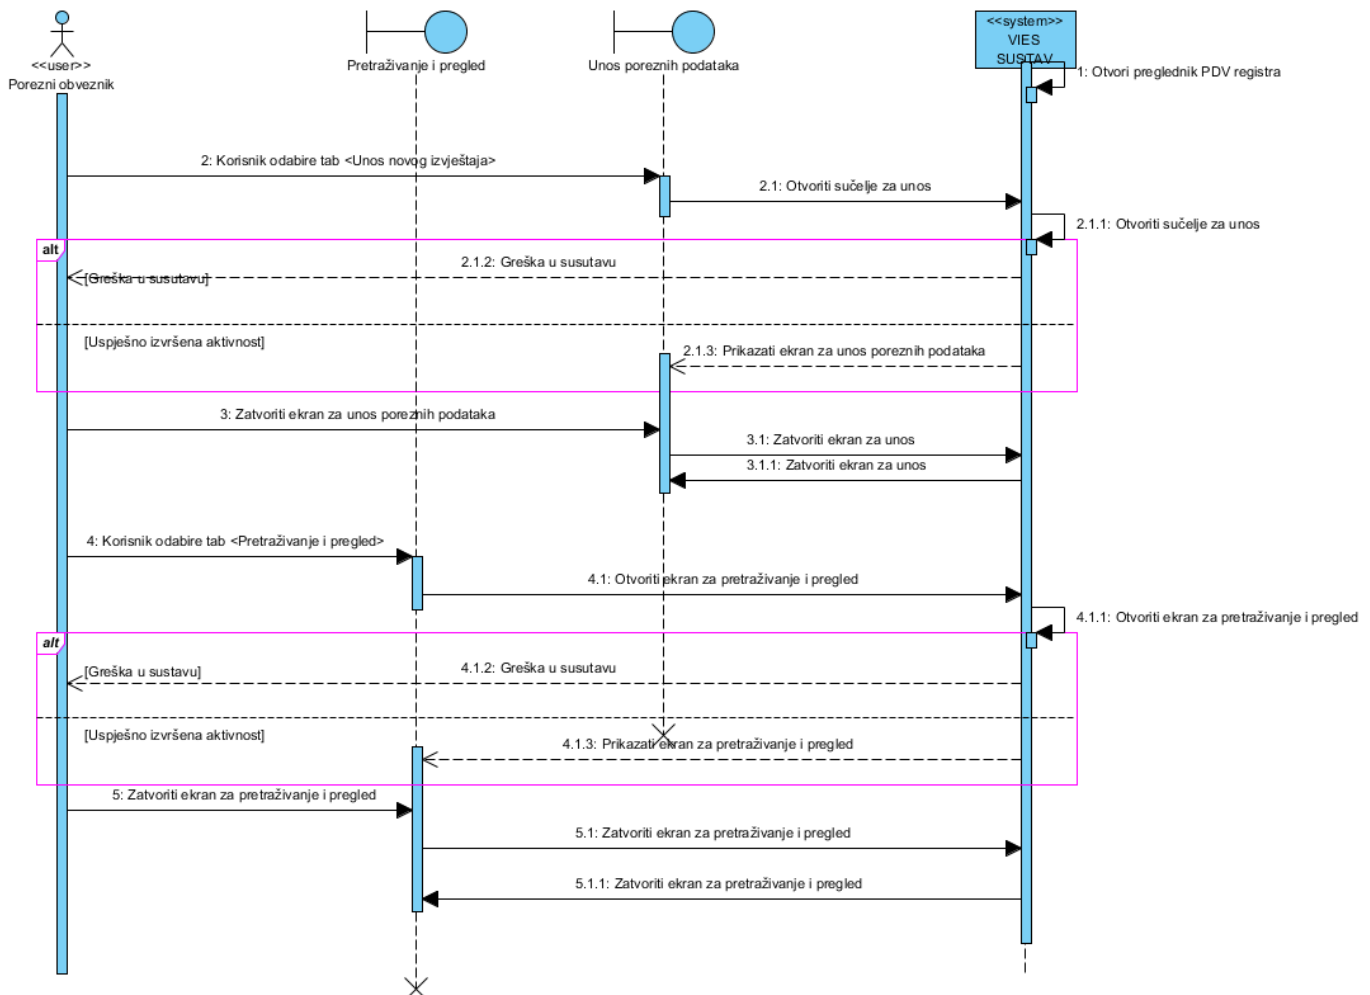 <<user>>
Porezni obveznik
Pretraživanje i pregled
Unos poreznih podataka
<<system>>
VIES
SUSTAV
1: Otvori preglednik PDV registra
2: Korisnik odabire tab <Unos novog izvještaja>
2.1: Otvoriti sučelje za unos
2.1.1: Otvoriti sučelje za unos
alt
2.1.2: Greška u susutavu
[Greška u susutavu]
[Uspješno izvršena aktivnost]
2.1.3: Prikazati ekran za unos poreznih podataka
3: Zatvoriti ekran za unos poreznih podataka
3.1: Zatvoriti ekran za unos
3.1.1: Zatvoriti ekran za unos
4: Korisnik odabire tab <Pretraživanje i pregled>
4.1: Otvoriti ekran za pretraživanje i pregled
4.1.1: Otvoriti ekran za pretraživanje i pregled
alt
[Greška u sustavu]
4.1.2: Greška u susutavu
[Uspješno izvršena aktivnost]
4.1.3: Prikazati ekran za pretraživanje i pregled
5: Zatvoriti ekran za pretraživanje i pregled
5.1: Zatvoriti ekran za pretraživanje i pregled
5.1.1: Zatvoriti ekran za pretraživanje i pregled